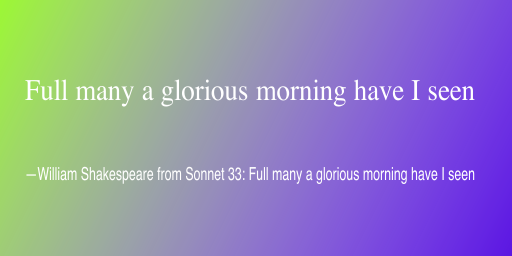 Full many a glorious morning have I seen
—William Shakespeare from Sonnet 33: Full many a glorious morning have I seen